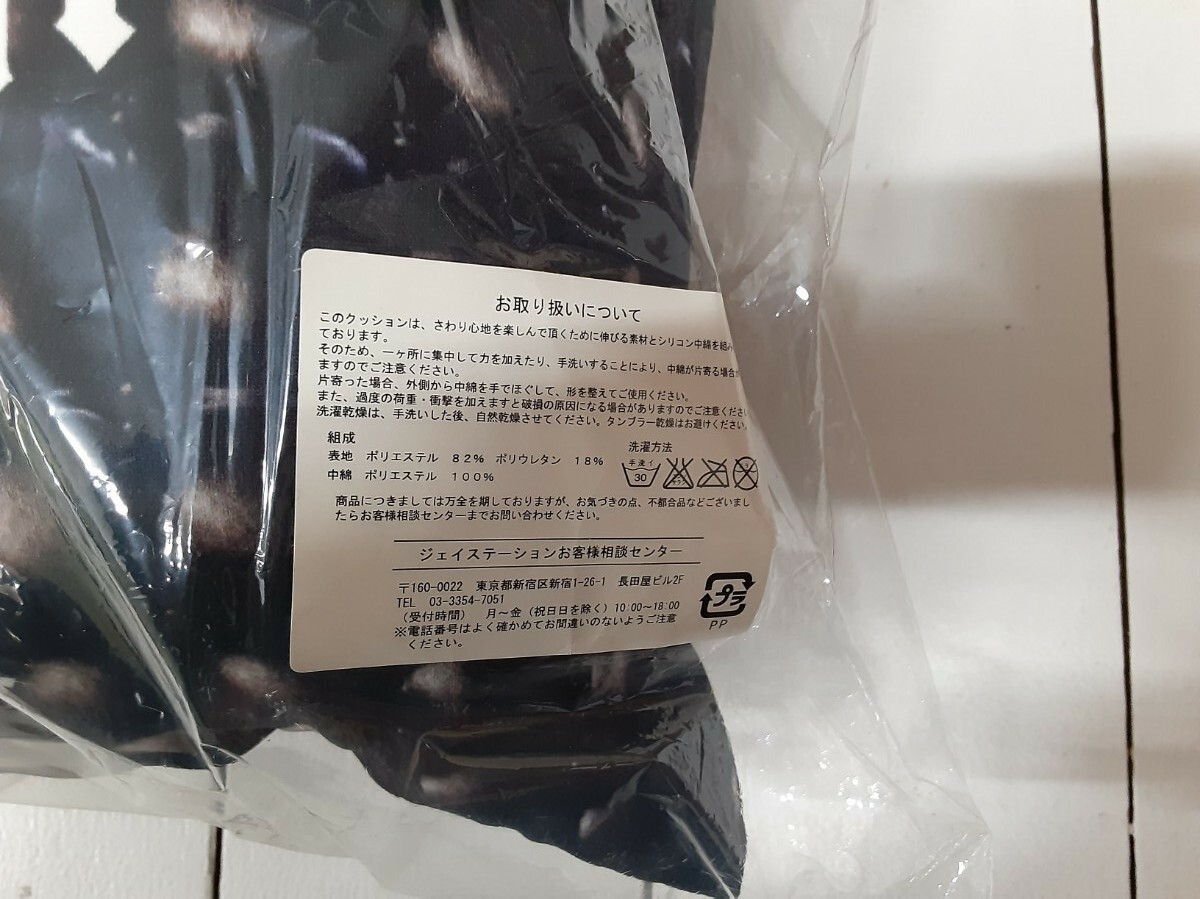 お取り扱いについて
このクッションは、さわり心地を楽しんで頂くために伸びる素材とシリコン中綿を組み
ております。
そのため、一ヶ所に集中して力を加えたり、手洗いすることにより、中綿が片寄る場合が
ますのでご注意ください。
片寄った場合、外側から中綿を手でほぐして、形を整えてご使用ください。
また、過度の荷重・衝撃を加えますと破損の原因になる場合がありますのでご注意ください
洗濯乾燥は、手洗いした後、自然乾燥させてください。タンブラー乾燥はお避けください。
組成
洗濯方法
表地 ポリエステル 82% ポリウレタン 18%
手洗イ
30
中綿 ポリエステル 100%
商品につきましては万全を期しておりますが、お気づきの点、不都合品などございまし
たらお客様相談センターまでお問い合わせください。
ジェイステーションお客様相談センター
〒160-0022 東京都新宿区新宿1-26-1 長田屋ビル2F
TEL 03-3354-7051
(受付時間) 月～金(祝日日を除く)10:00～18:00
※電話番号はよく確かめてお間違いのないようご注意
ください。
プラ
PP